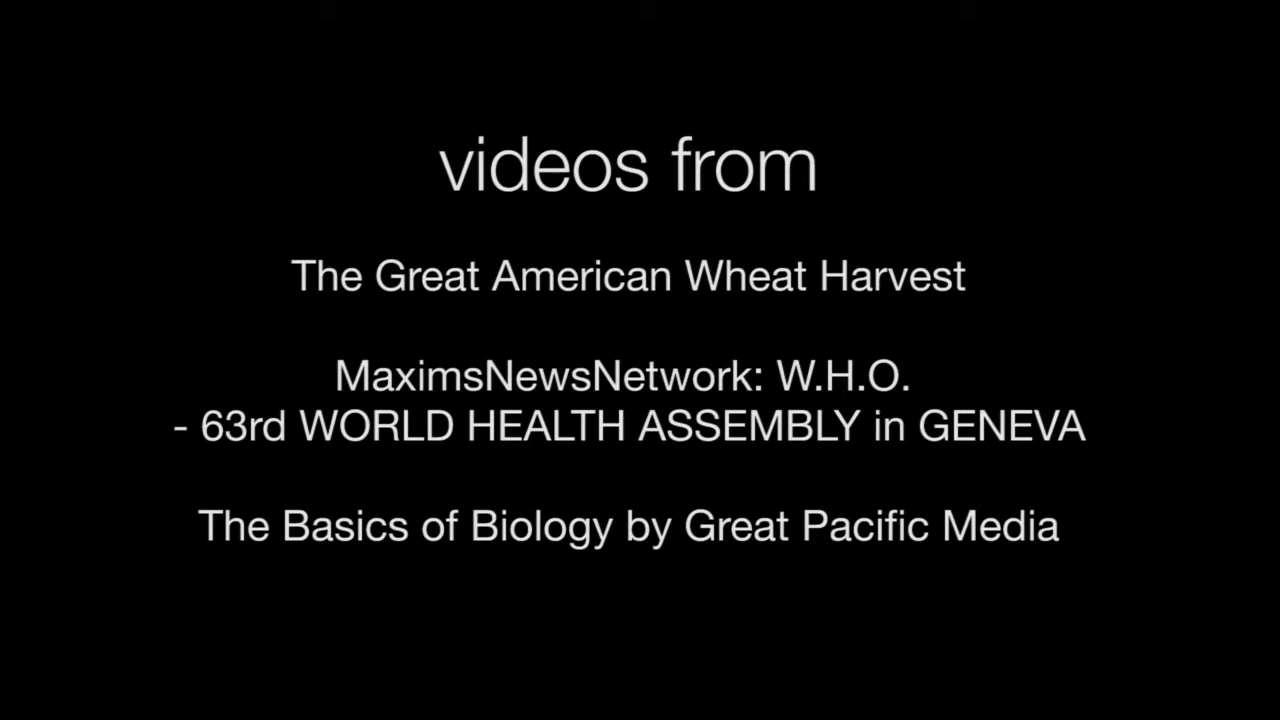 videos from
The Great American Wheat Harvest
MaximsNewsNetwork: W.H.O.
- 63rd WORLD HEALTH ASSEMBLY in GENEVA
The Basics of Biology by Great Pacific Media